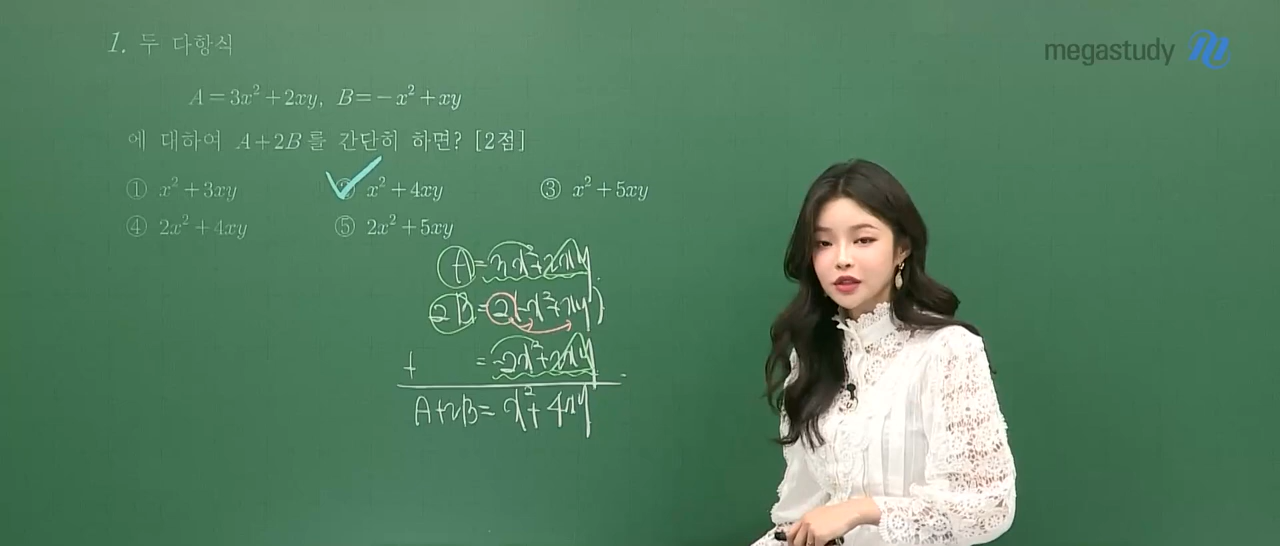 megastudy
1. 두 다항식
A=3x²+2xy, B=-x²+xy
에 대하여 A+2B를 간단히 하면? [2점]
① x²+3xy ② x²+4xy ③ x²+5xy
④ 2x²+4xy ⑤ 2x²+5xy
A=3x²+2xy
2B=2(-x²+xy)
+ =-2x²+2xy
A+2B=x²+4xy